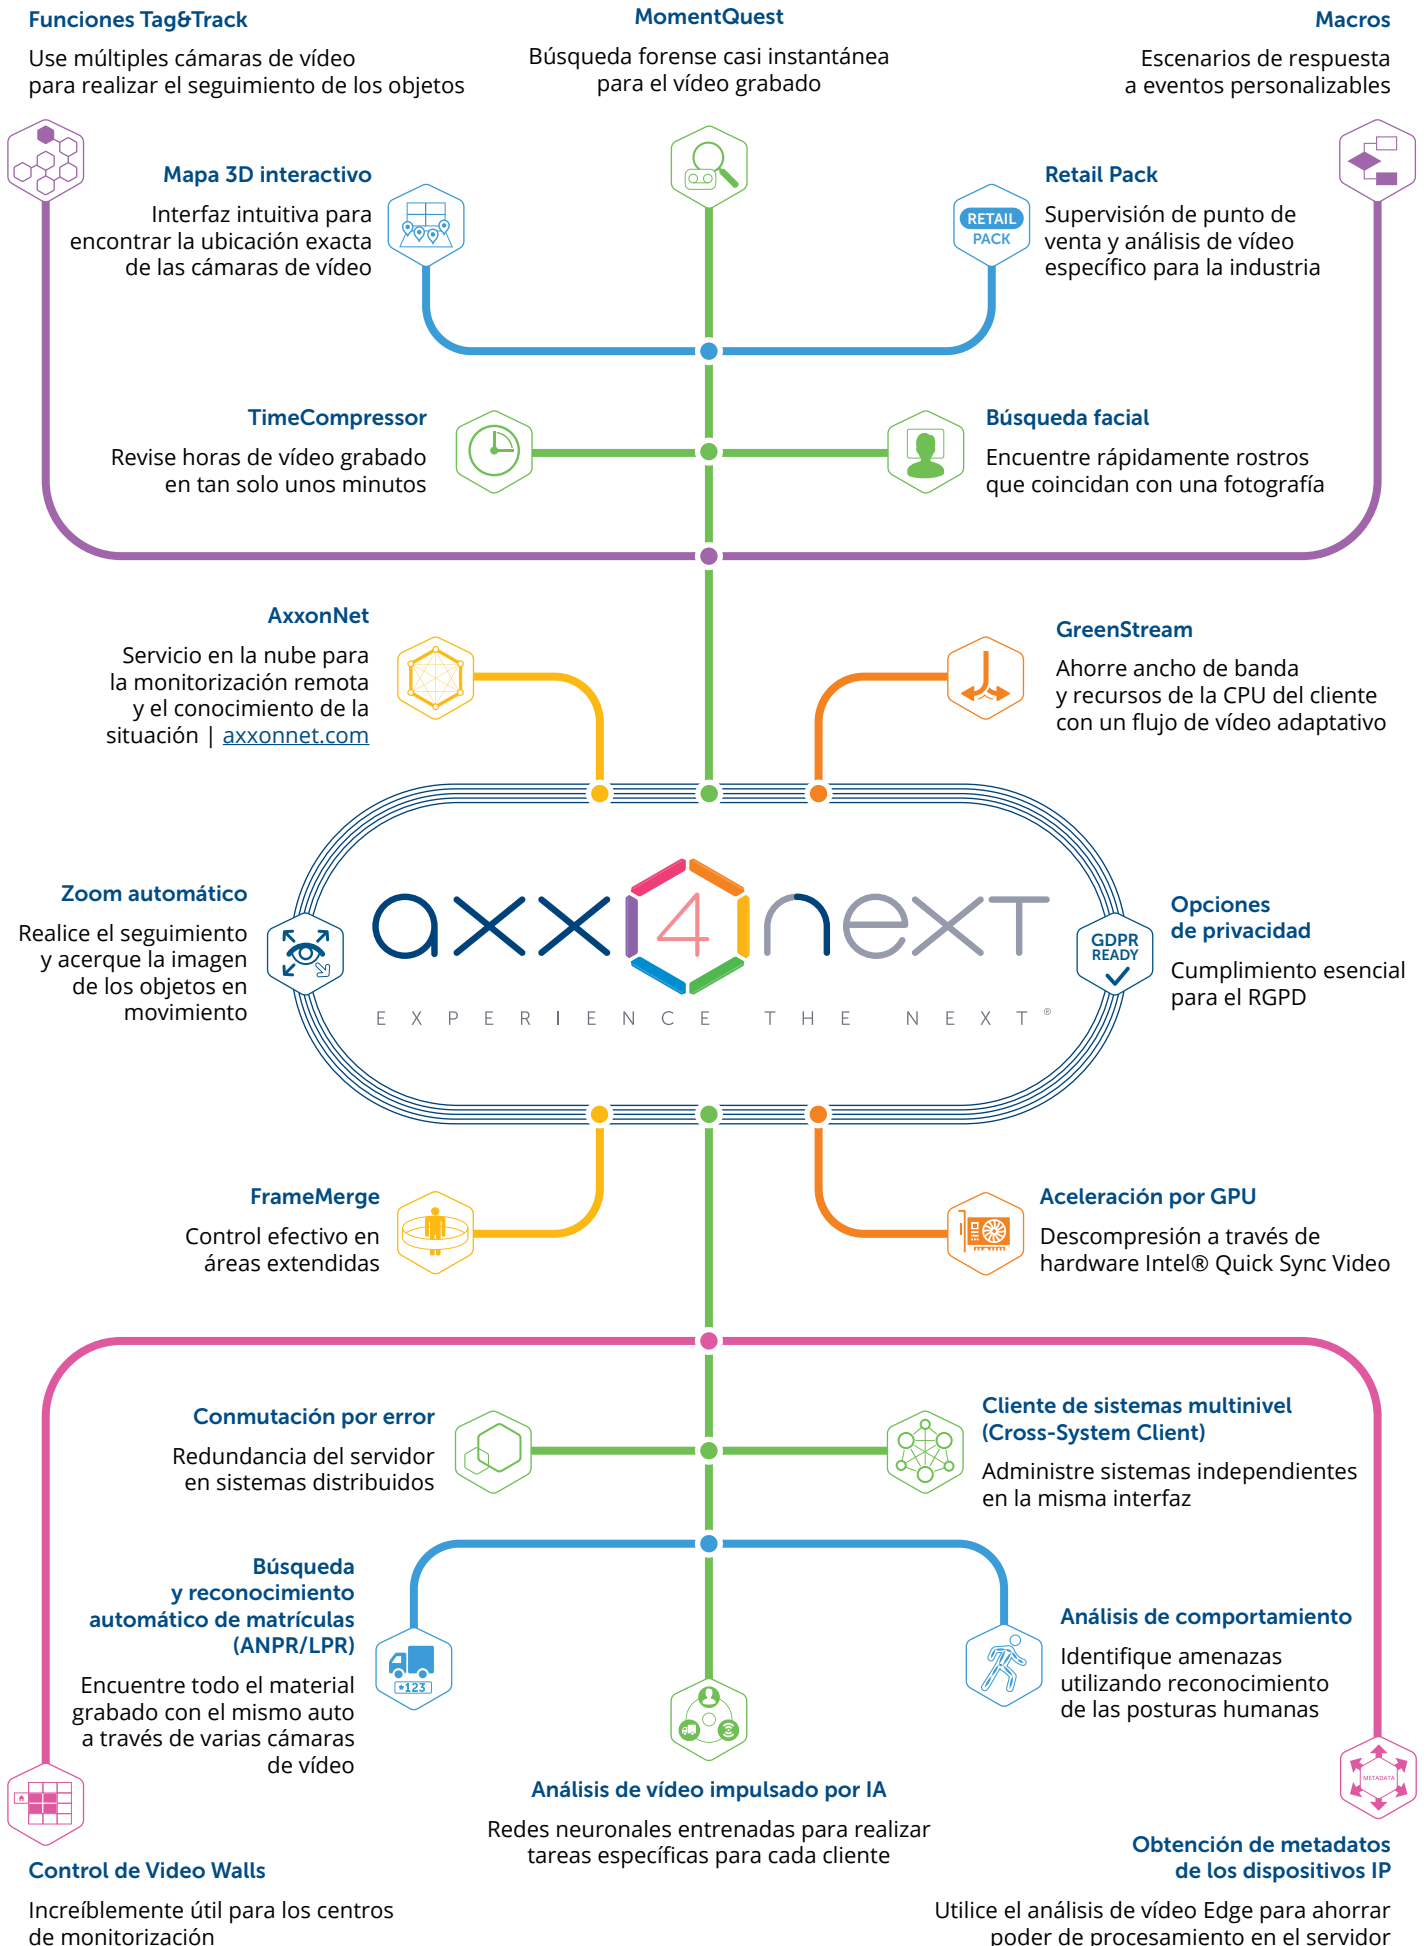 Funciones Tag&Track
Use múltiples cámaras de vídeo
para realizar el seguimiento de los objetos
MomentQuest
Búsqueda forense casi instantánea
para el vídeo grabado
Macros
Escenarios de respuesta
a eventos personalizables
Mapa 3D interactivo
Interfaz intuitiva para
encontrar la ubicación exacta
de las cámaras de vídeo
RETAIL
PACK
Retail Pack
Supervisión de punto de
venta y análisis de vídeo
específico para la industria
TimeCompressor
Revise horas de vídeo grabado
en tan solo unos minutos
Búsqueda facial
Encuentre rápidamente rostros
que coincidan con una fotografía
AxxonNet
Servicio en la nube para
la monitorización remota
y el conocimiento de la
situación | axxonnet.com
GreenStream
Ahorre ancho de banda
y recursos de la CPU del cliente
con un flujo de vídeo adaptativo
Zoom automático
Realice el seguimiento
y acerque la imagen
de los objetos en
movimiento
axx4next
EXPERIENCE THE NEXT®
GDPR
READY
Opciones
de privacidad
Cumplimiento esencial
para el RGPD
FrameMerge
Control efectivo en
áreas extendidas
Aceleración por GPU
Descompresión a través de
hardware Intel® Quick Sync Video
Conmutación por error
Redundancia del servidor
en sistemas distribuidos
Cliente de sistemas multinivel
(Cross-System Client)
Administre sistemas independientes
en la misma interfaz
Búsqueda
y reconocimiento
automático de matrículas
(ANPR/LPR)
Encuentre todo el material
grabado con el mismo auto
a través de varias cámaras
de vídeo
*123
Análisis de comportamiento
Identifique amenazas
utilizando reconocimiento
de las posturas humanas
Análisis de vídeo impulsado por IA
Redes neuronales entrenadas para realizar
tareas específicas para cada cliente
METADATA
Control de Video Walls
Increíblemente útil para los centros
de monitorización
Obtención de metadatos
de los dispositivos IP
Utilice el análisis de vídeo Edge para ahorrar
poder de procesamiento en el servidor